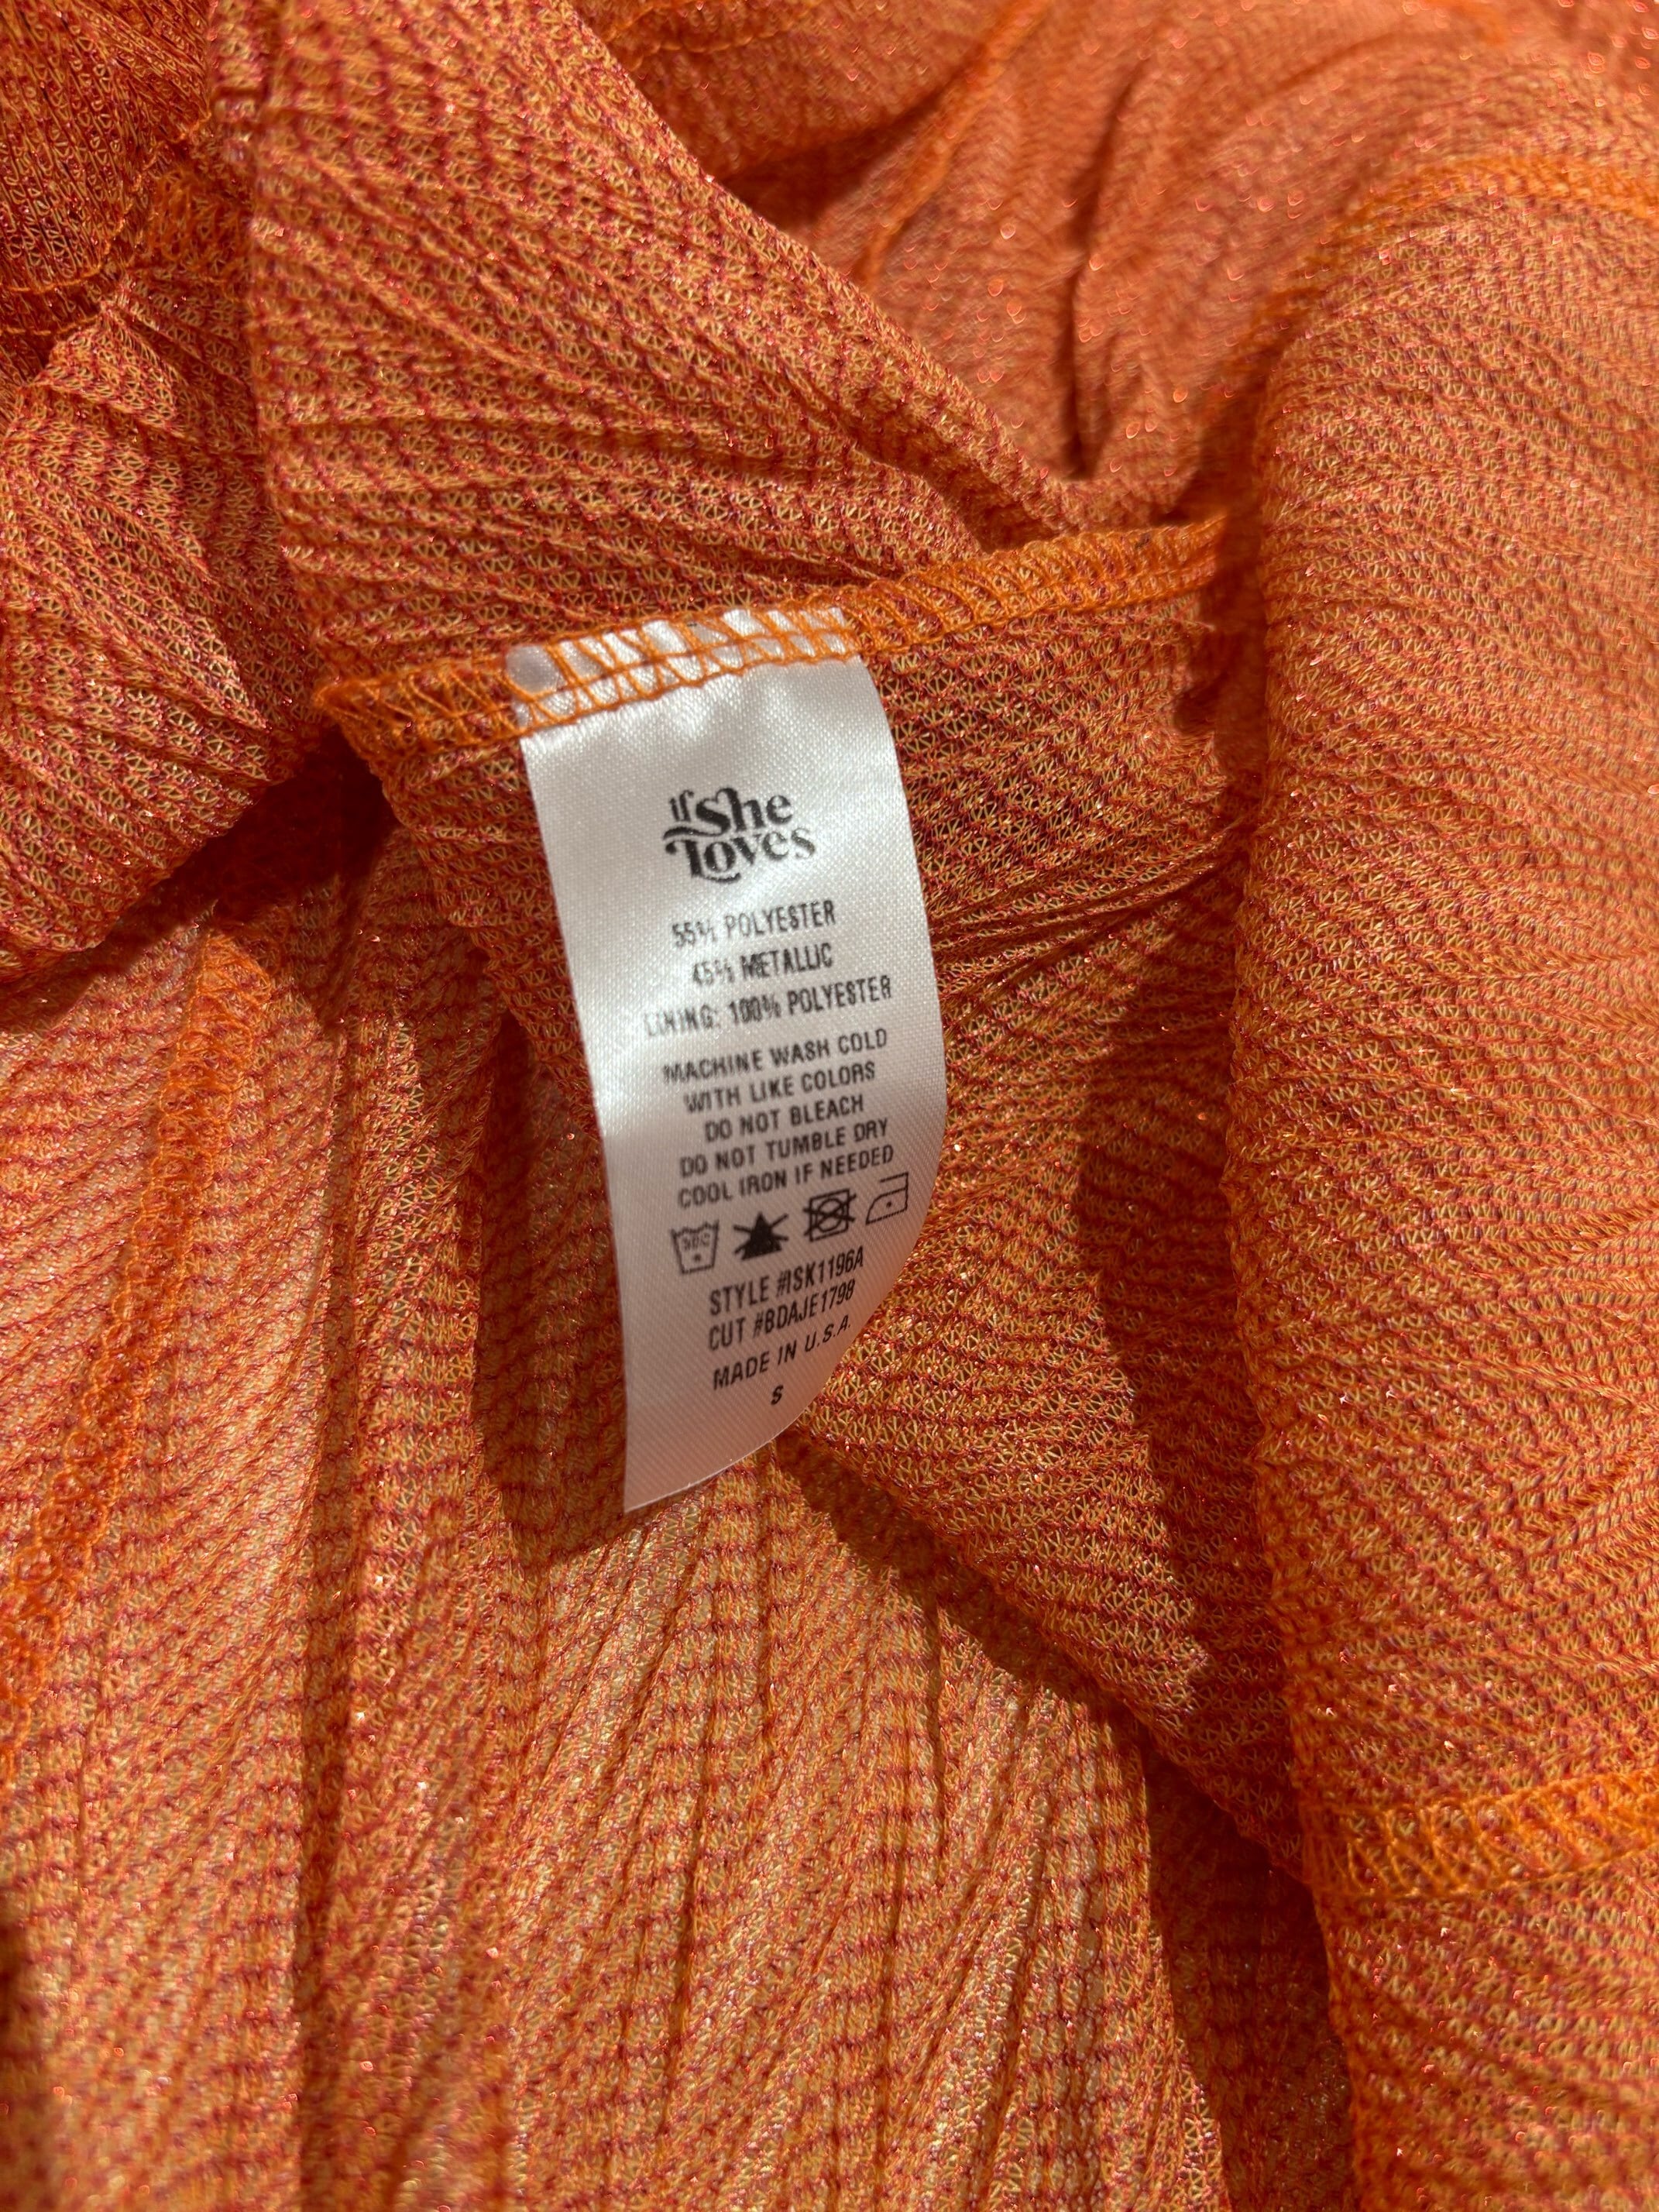 if She
Loves
55% POLYESTER
45% METALLIC
LINING: 100% POLYESTER
MACHINE WASH COLD
WITH LIKE COLORS
DO NOT BLEACH
DO NOT TUMBLE DRY
COOL IRON IF NEEDED
30C
STYLE #ISK1196A
CUT #BDAJE1798
MADE IN U.S.A.
S